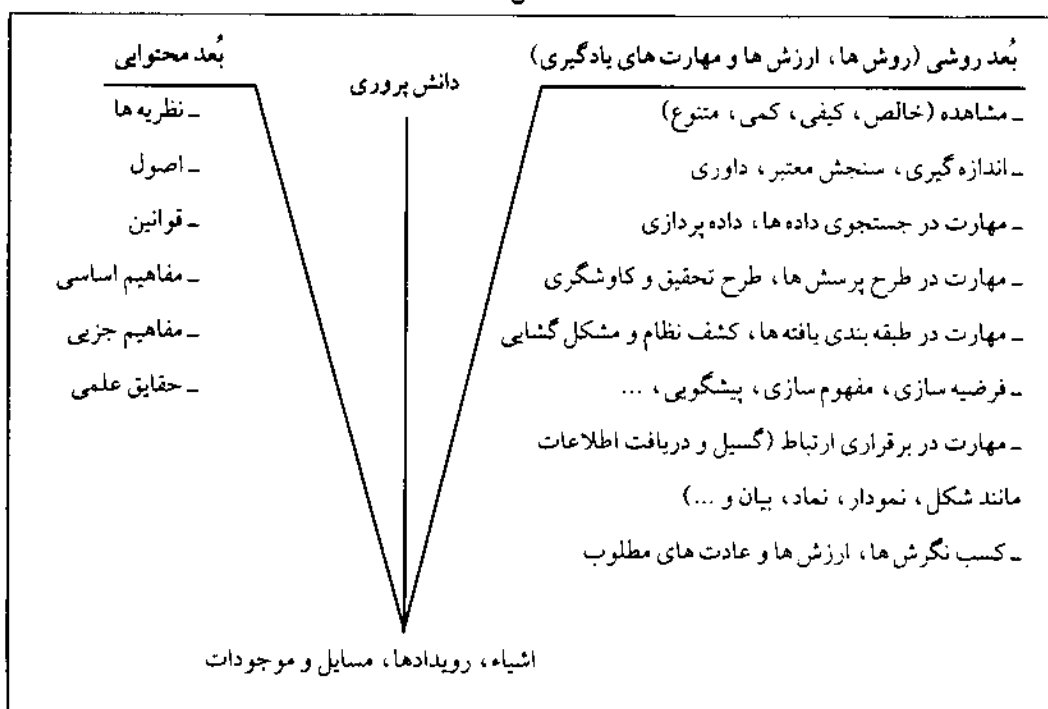 بُعد روشی (روش ها، ارزش ها و مهارت های یادگیری)
ـ مشاهده (خالص، کیفی، کمی، متنوع)
ـ اندازه گیری، سنجش معتبر، داوری
ـ مهارت در جستجوی داده ها، داده پردازی
ـ مهارت در طرح پرسش ها، طرح تحقیق و کاوشگری
ـ مهارت در طبقه بندی یافته ها، کشف نظام و مشکل گشایی
ـ فرضیه سازی، مفهوم سازی، پیشگویی، ...
ـ مهارت در برقراری ارتباط (گسیل و دریافت اطلاعات
مانند شکل، نمودار، نماد، بیان و ...)
ـ کسب نگرش ها، ارزش ها و عادت های مطلوب
دانش پروری
بُعد محتوایی
ـ نظریه ها
ـ اصول
ـ قوانین
ـ مفاهیم اساسی
ـ مفاهیم جزیی
ـ حقایق علمی
اشیاء، رویدادها، مسایل و موجودات